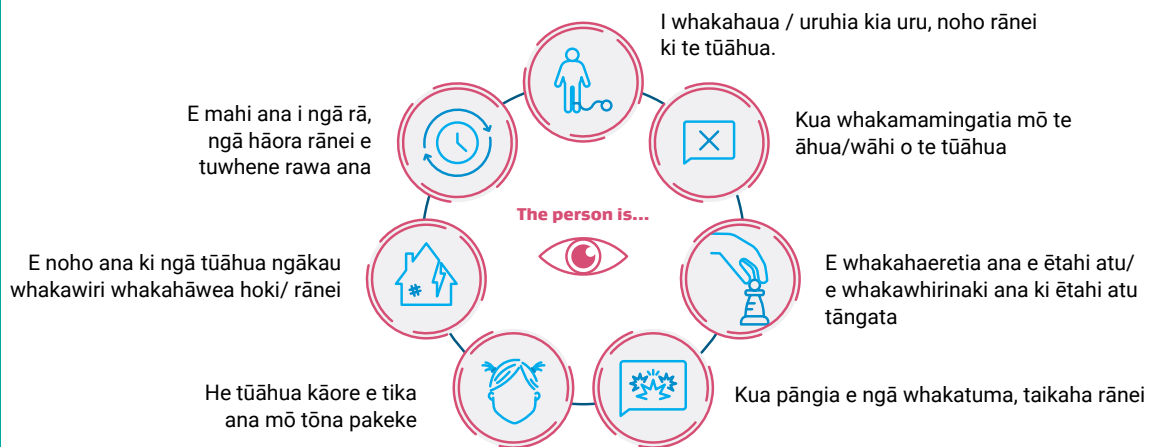 I whakahaua / uruhia kia uru, noho rānei
ki te tūāhua.
Kua whakamamingatia mō te
āhua/wāhi o te tūāhua
E whakahaeretia ana e ētahi atu/
e whakawhirinaki ana ki ētahi atu
tāngata
Kua pāngia e ngā whakatuma, taikaha rānei
He tūāhua kāore e tika
ana mō tōna pakeke
E noho ana ki ngā tūāhua ngākau
whakawiri whakahāwea hoki/ rānei
E mahi ana i ngā rā,
ngā hāora rānei e
tuwhene rawa ana
The person is...